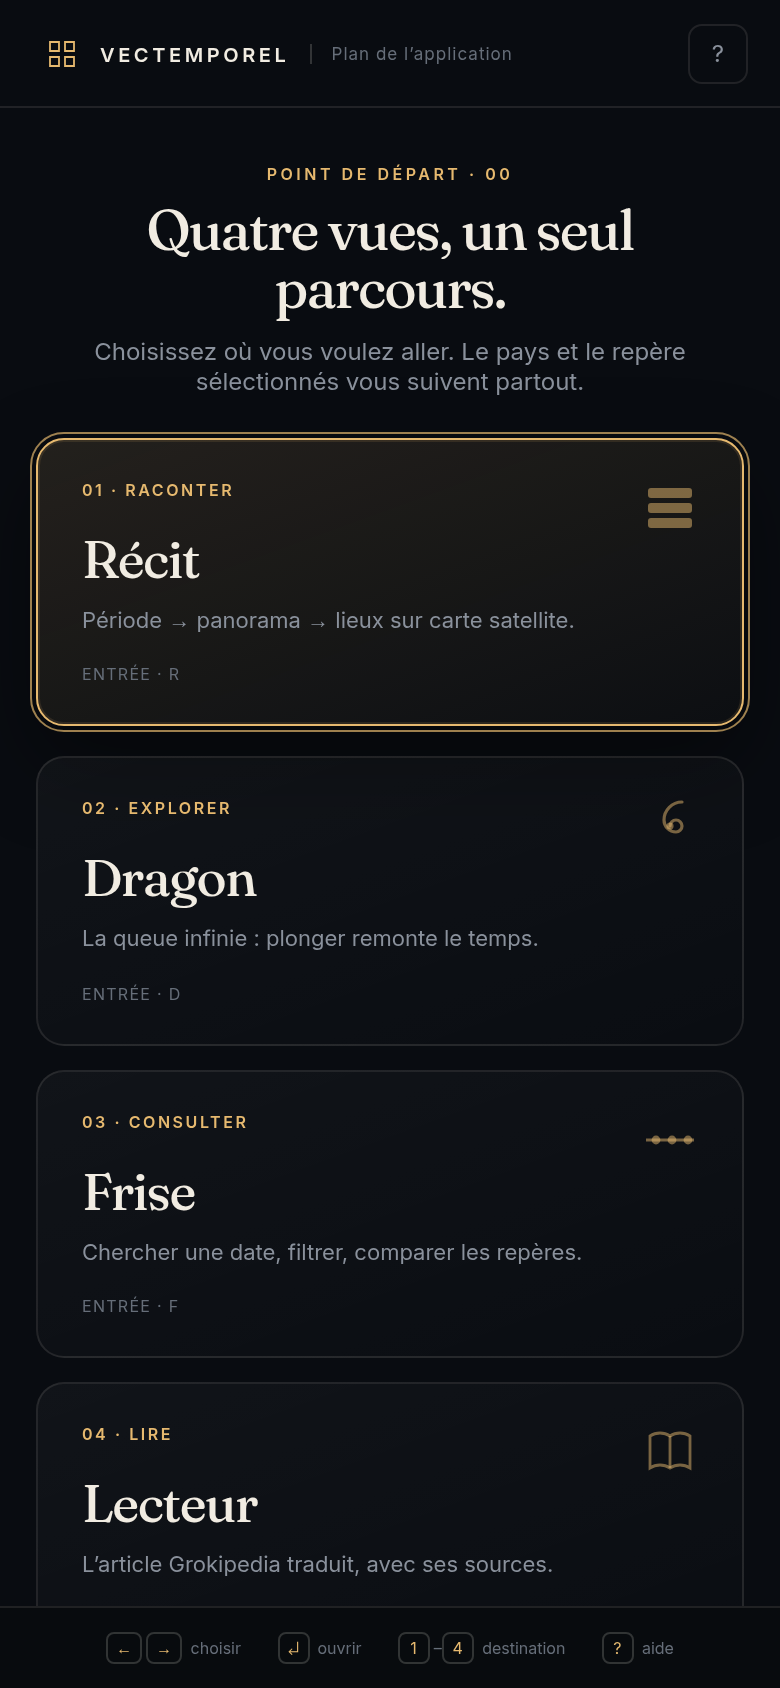 VECTEMPOREL | Plan de l’application ?
POINT DE DÉPART · 00
Quatre vues, un seul
parcours.
Choisissez où vous voulez aller. Le pays et le repère
sélectionnés vous suivent partout.
01 · RACONTER
Récit
Période → panorama → lieux sur carte satellite.
ENTRÉE · R
02 · EXPLORER
Dragon
La queue infinie : plonger remonte le temps.
ENTRÉE · D
03 · CONSULTER
Frise
Chercher une date, filtrer, comparer les repères.
ENTRÉE · F
04 · LIRE
Lecteur
L’article Grokipedia traduit, avec ses sources.
← → choisir ↵ ouvrir 1 – 4 destination ? aide